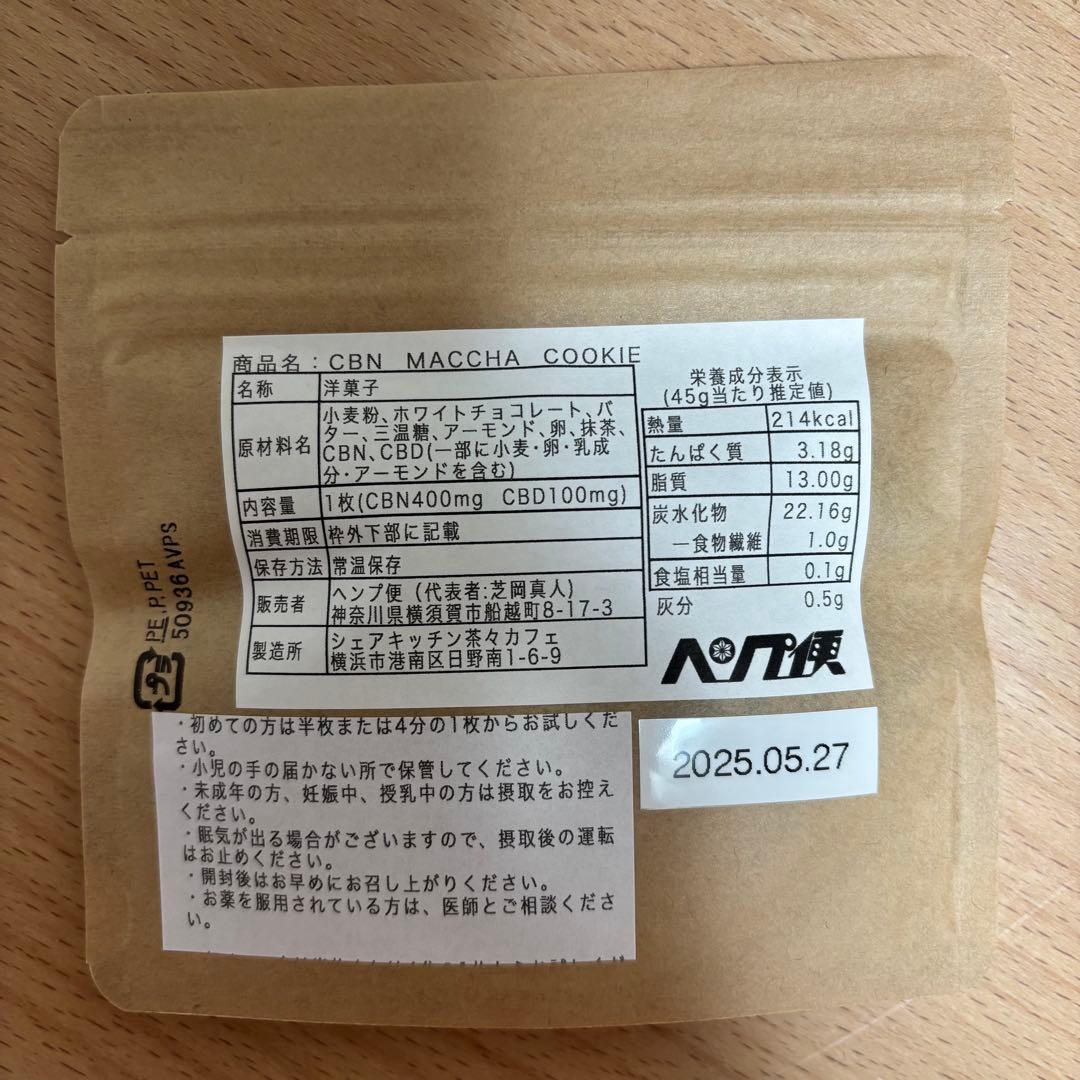 商品名：CBN MACCHA COOKIE
名称 洋菓子
原材料名 小麦粉、ホワイトチョコレート、バ
ター、三温糖、アーモンド、卵、抹茶、
CBN、CBD(一部に小麦・卵・乳成
分・アーモンドを含む)
内容量 1枚(CBN400mg CBD100mg)
消費期限 枠外下部に記載
保存方法 常温保存
販売者 ヘンプ便（代表者:芝岡真人)
神奈川県横須賀市船越町8-17-3
製造所 シェアキッチン茶々カフェ
横浜市港南区日野南1-6-9
栄養成分表示
(45g当たり推定値)
熱量 214kcal
たんぱく質 3.18g
脂質 13.00g
炭水化物 22.16g
―食物繊維 1.0g
食塩相当量 0.1g
灰分 0.5g
ヘンプ便
プラ
PE,P,PET
50936AVPS
・初めての方は半枚または4分の1枚からお試しくだ
さい。
・小児の手の届かない所で保管してください。
・未成年の方、妊娠中、授乳中の方は摂取をお控え
ください。
・眠気が出る場合がございますので、摂取後の運転
はお止めください。
・開封後はお早めにお召し上がりください。
・お薬を服用されている方は、医師とご相談くださ
い。
2025.05.27